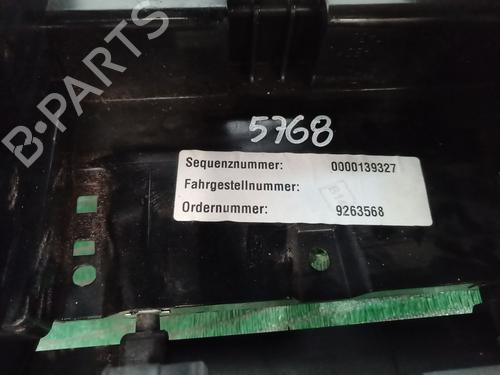 B-PARTS
5768
Sequenznummer: 0000139327
Fahrgestellnummer:
Ordernummer: 9263568